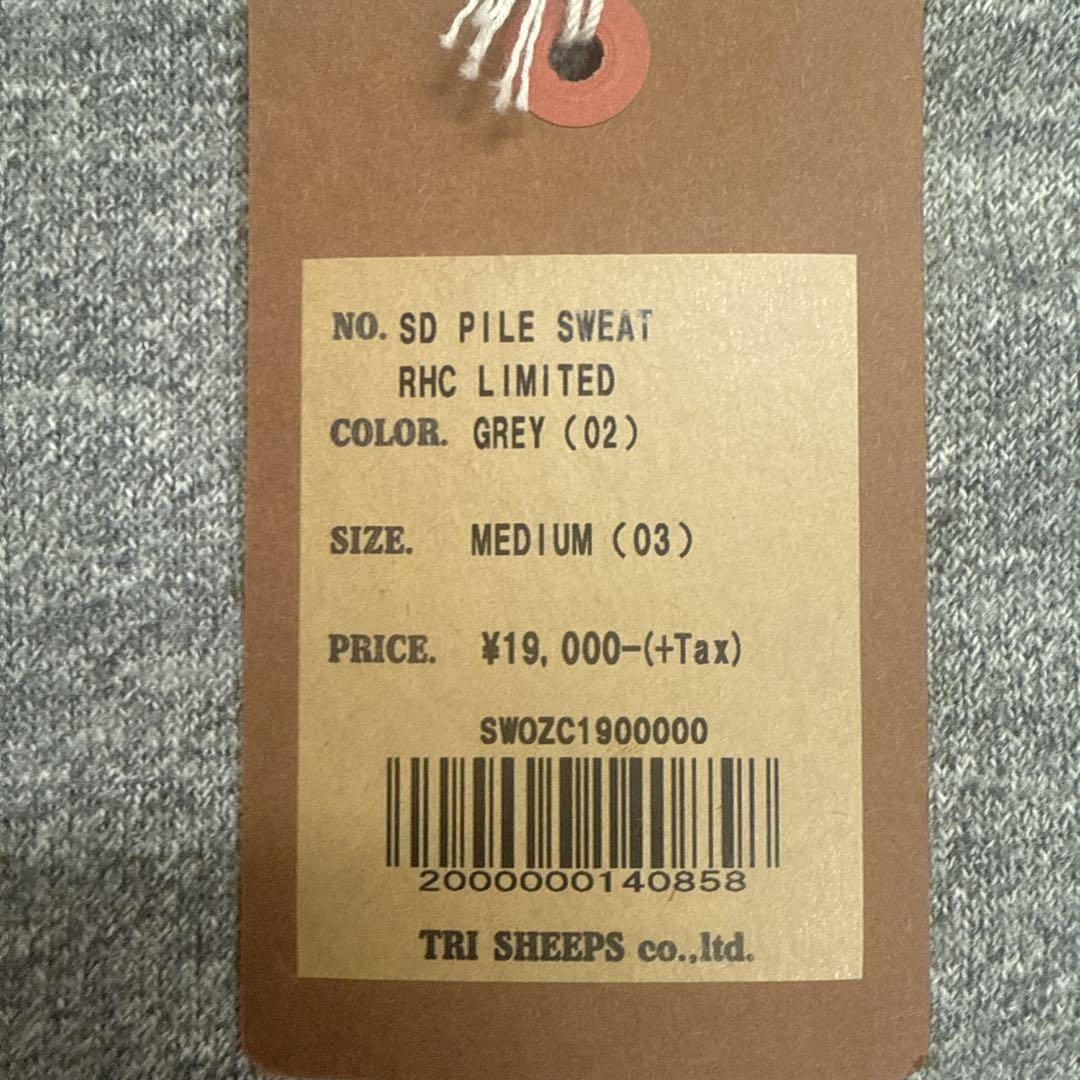 NO. SD PILE SWEAT
RHC LIMITED
COLOR. GREY (02)
SIZE. MEDIUM (03)
PRICE. ¥19,000-(+Tax)
SWOZC1900000
2000000140858
TRI SHEEPS co.,ltd.